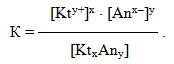 K = [Kt^{y+}]^x · [An^{x–}]^y / [Kt_xAn_y] .